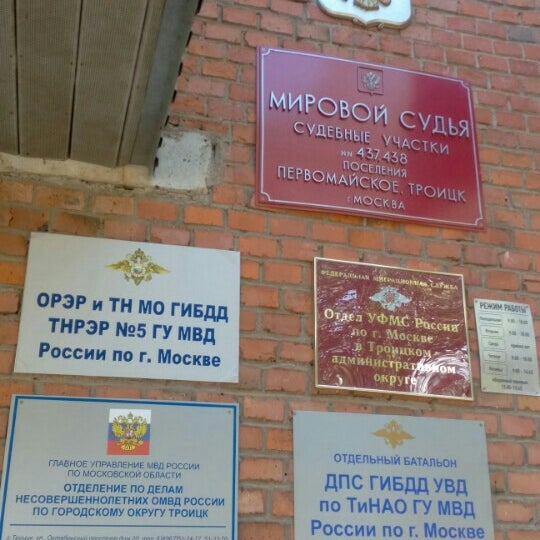 МИРОВОЙ СУДЬЯ
СУДЕБНЫЕ УЧАСТКИ
NN 437,438
ПОСЕЛЕНИЯ
ПЕРВОМАЙСКОЕ, ТРОИЦК
Г.МОСКВА
ОРЭР и ТН МО ГИБДД
ТНРЭР №5 ГУ МВД
России по г. Москве
ФЕДЕРАЛЬНАЯ МИГРАЦИОННАЯ СЛУЖБА
Отдел УФМС России
по г. Москве
в Троицком
административном
округе
РЕЖИМ РАБОТЫ
ГЛАВНОЕ УПРАВЛЕНИЕ МВД РОССИИ
ПО МОСКОВСКОЙ ОБЛАСТИ
ОТДЕЛЕНИЕ ПО ДЕЛАМ
НЕСОВЕРШЕННОЛЕТНИХ ОМВД РОССИИ
ПО ГОРОДСКОМУ ОКРУГУ ТРОИЦК
ОТДЕЛЬНЫЙ БАТАЛЬОН
ДПС ГИБДД УВД
по ТиНАО ГУ МВД
России по г. Москве